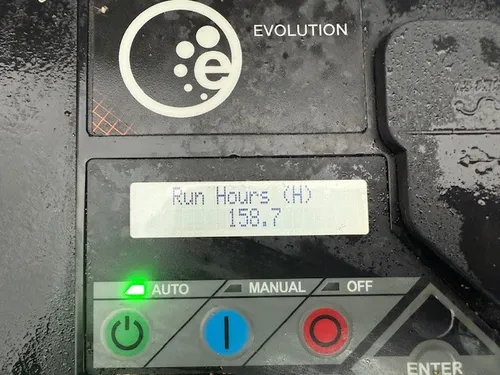 EVOLUTION
Run Hours (H)
158.7
AUTO MANUAL OFF
ENTER